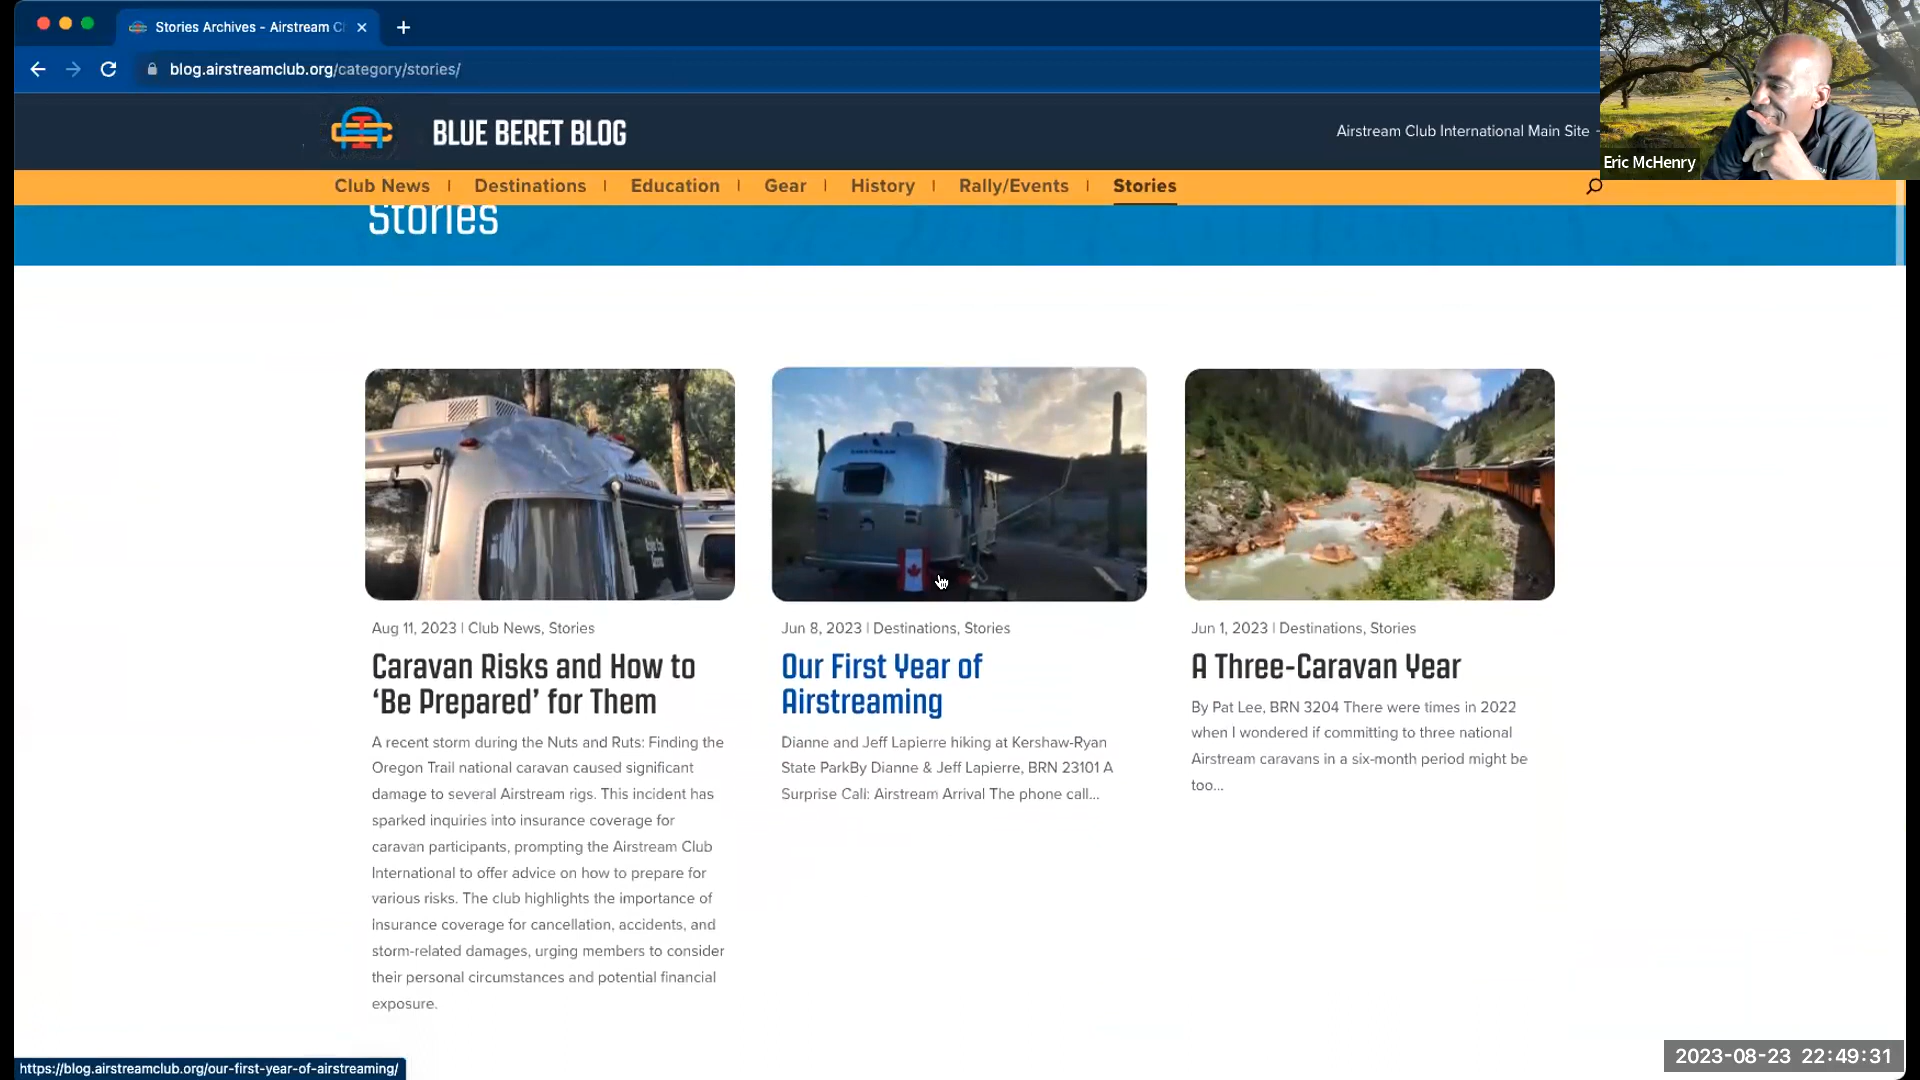 Stories Archives - Airstream Cl
blog.airstreamclub.org/category/stories/
BLUE BERET BLOG
Airstream Club International Main Site
Eric McHenry
Club News | Destinations | Education | Gear | History | Rally/Events | Stories
Stories
AIRSTREAM
Aug 11, 2023 | Club News, Stories
Jun 8, 2023 | Destinations, Stories
Jun 1, 2023 | Destinations, Stories
Caravan Risks and How to
‘Be Prepared’ for Them
Our First Year of
Airstreaming
A Three-Caravan Year
A recent storm during the Nuts and Ruts: Finding the
Oregon Trail national caravan caused significant
damage to several Airstream rigs. This incident has
sparked inquiries into insurance coverage for
caravan participants, prompting the Airstream Club
International to offer advice on how to prepare for
various risks. The club highlights the importance of
insurance coverage for cancellation, accidents, and
storm-related damages, urging members to consider
their personal circumstances and potential financial
exposure.
Dianne and Jeff Lapierre hiking at Kershaw-Ryan
State ParkBy Dianne & Jeff Lapierre, BRN 23101 A
Surprise Call: Airstream Arrival The phone call...
By Pat Lee, BRN 3204 There were times in 2022
when I wondered if committing to three national
Airstream caravans in a six-month period might be
too...
https://blog.airstreamclub.org/our-first-year-of-airstreaming/
2023-08-23 22:49:31